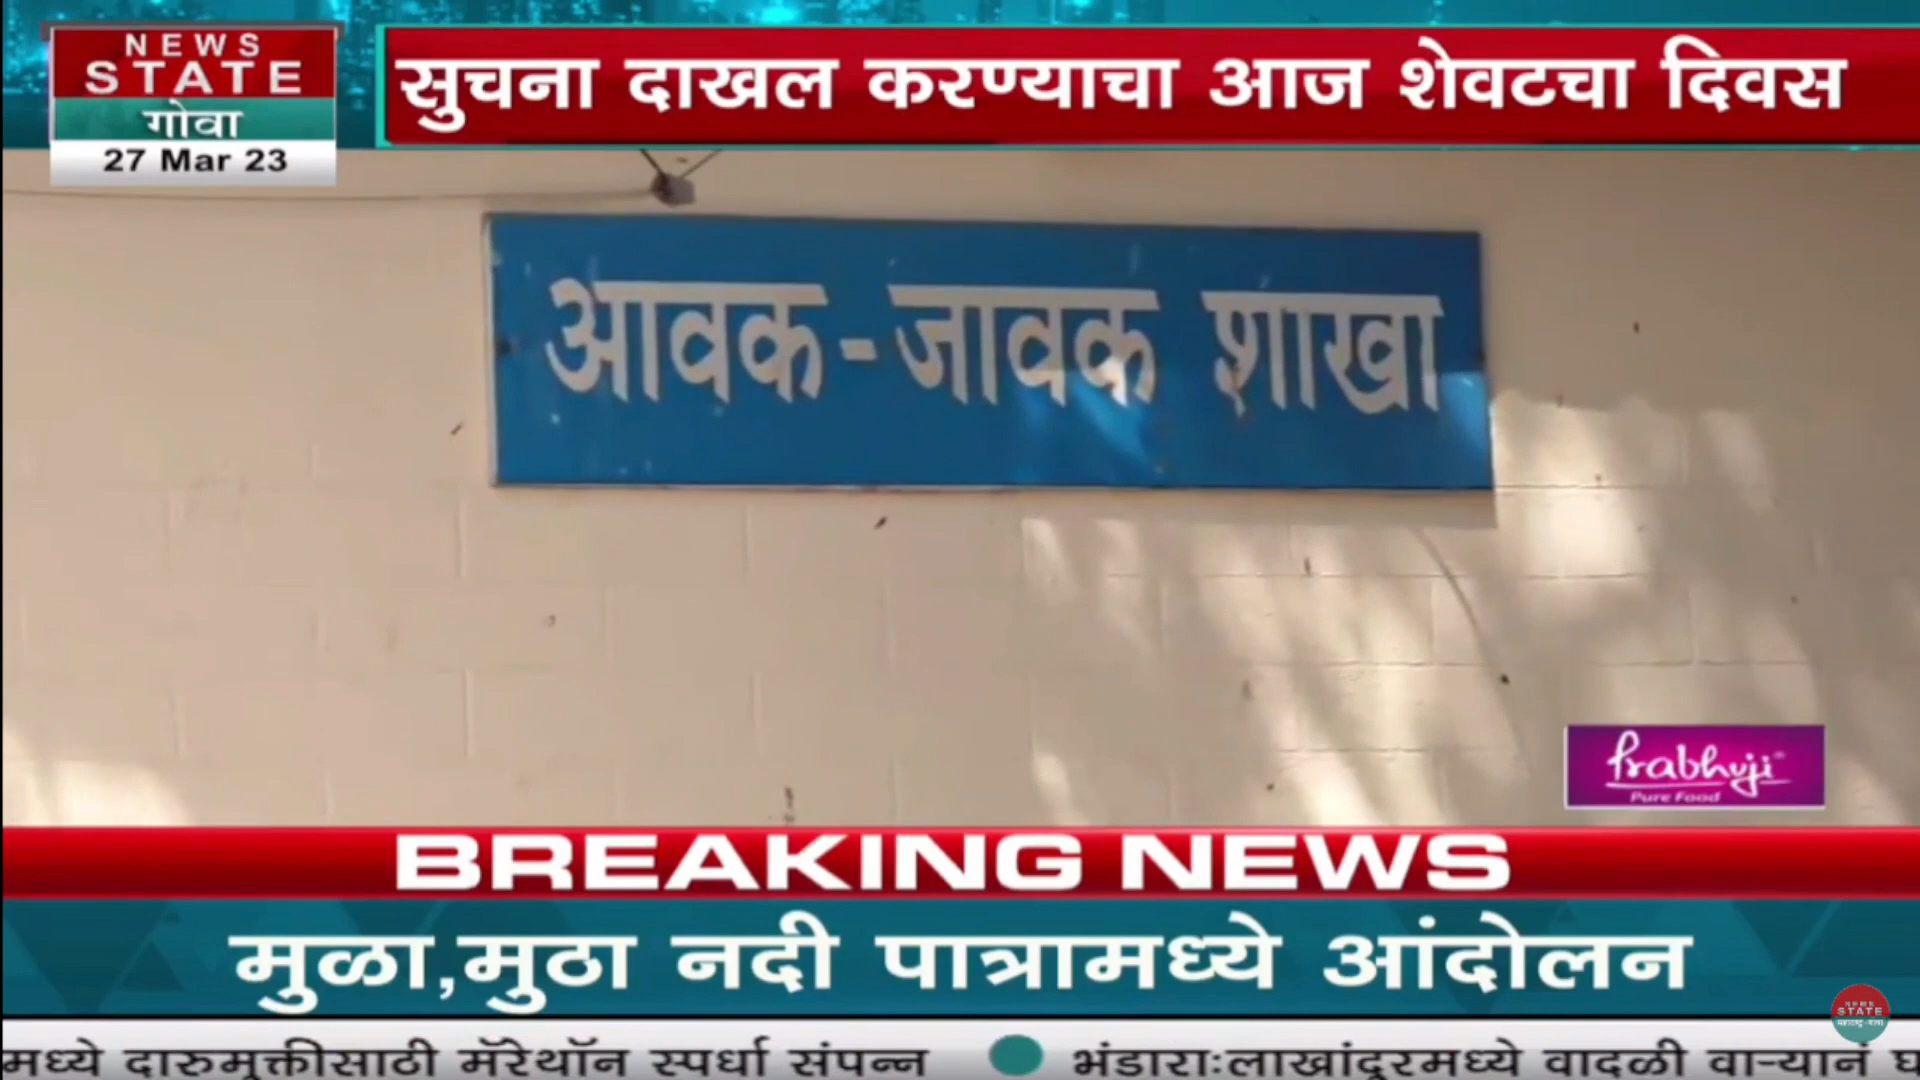 NEWS
STATE
गोवा
27 Mar 23
सुचना दाखल करण्याचा आज शेवटचा दिवस
आवक-जावक शाखा
Prabhuji
Pure Food
BREAKING NEWS
मुळा,मुठा नदी पात्रामध्ये आंदोलन
NEWS
STATE
मध्ये दारुमुक्तीसाठी मॅरेथॉन स्पर्धा संपन्न
भंडाराःलाखांदूरमध्ये वादळी वाऱ्यानं